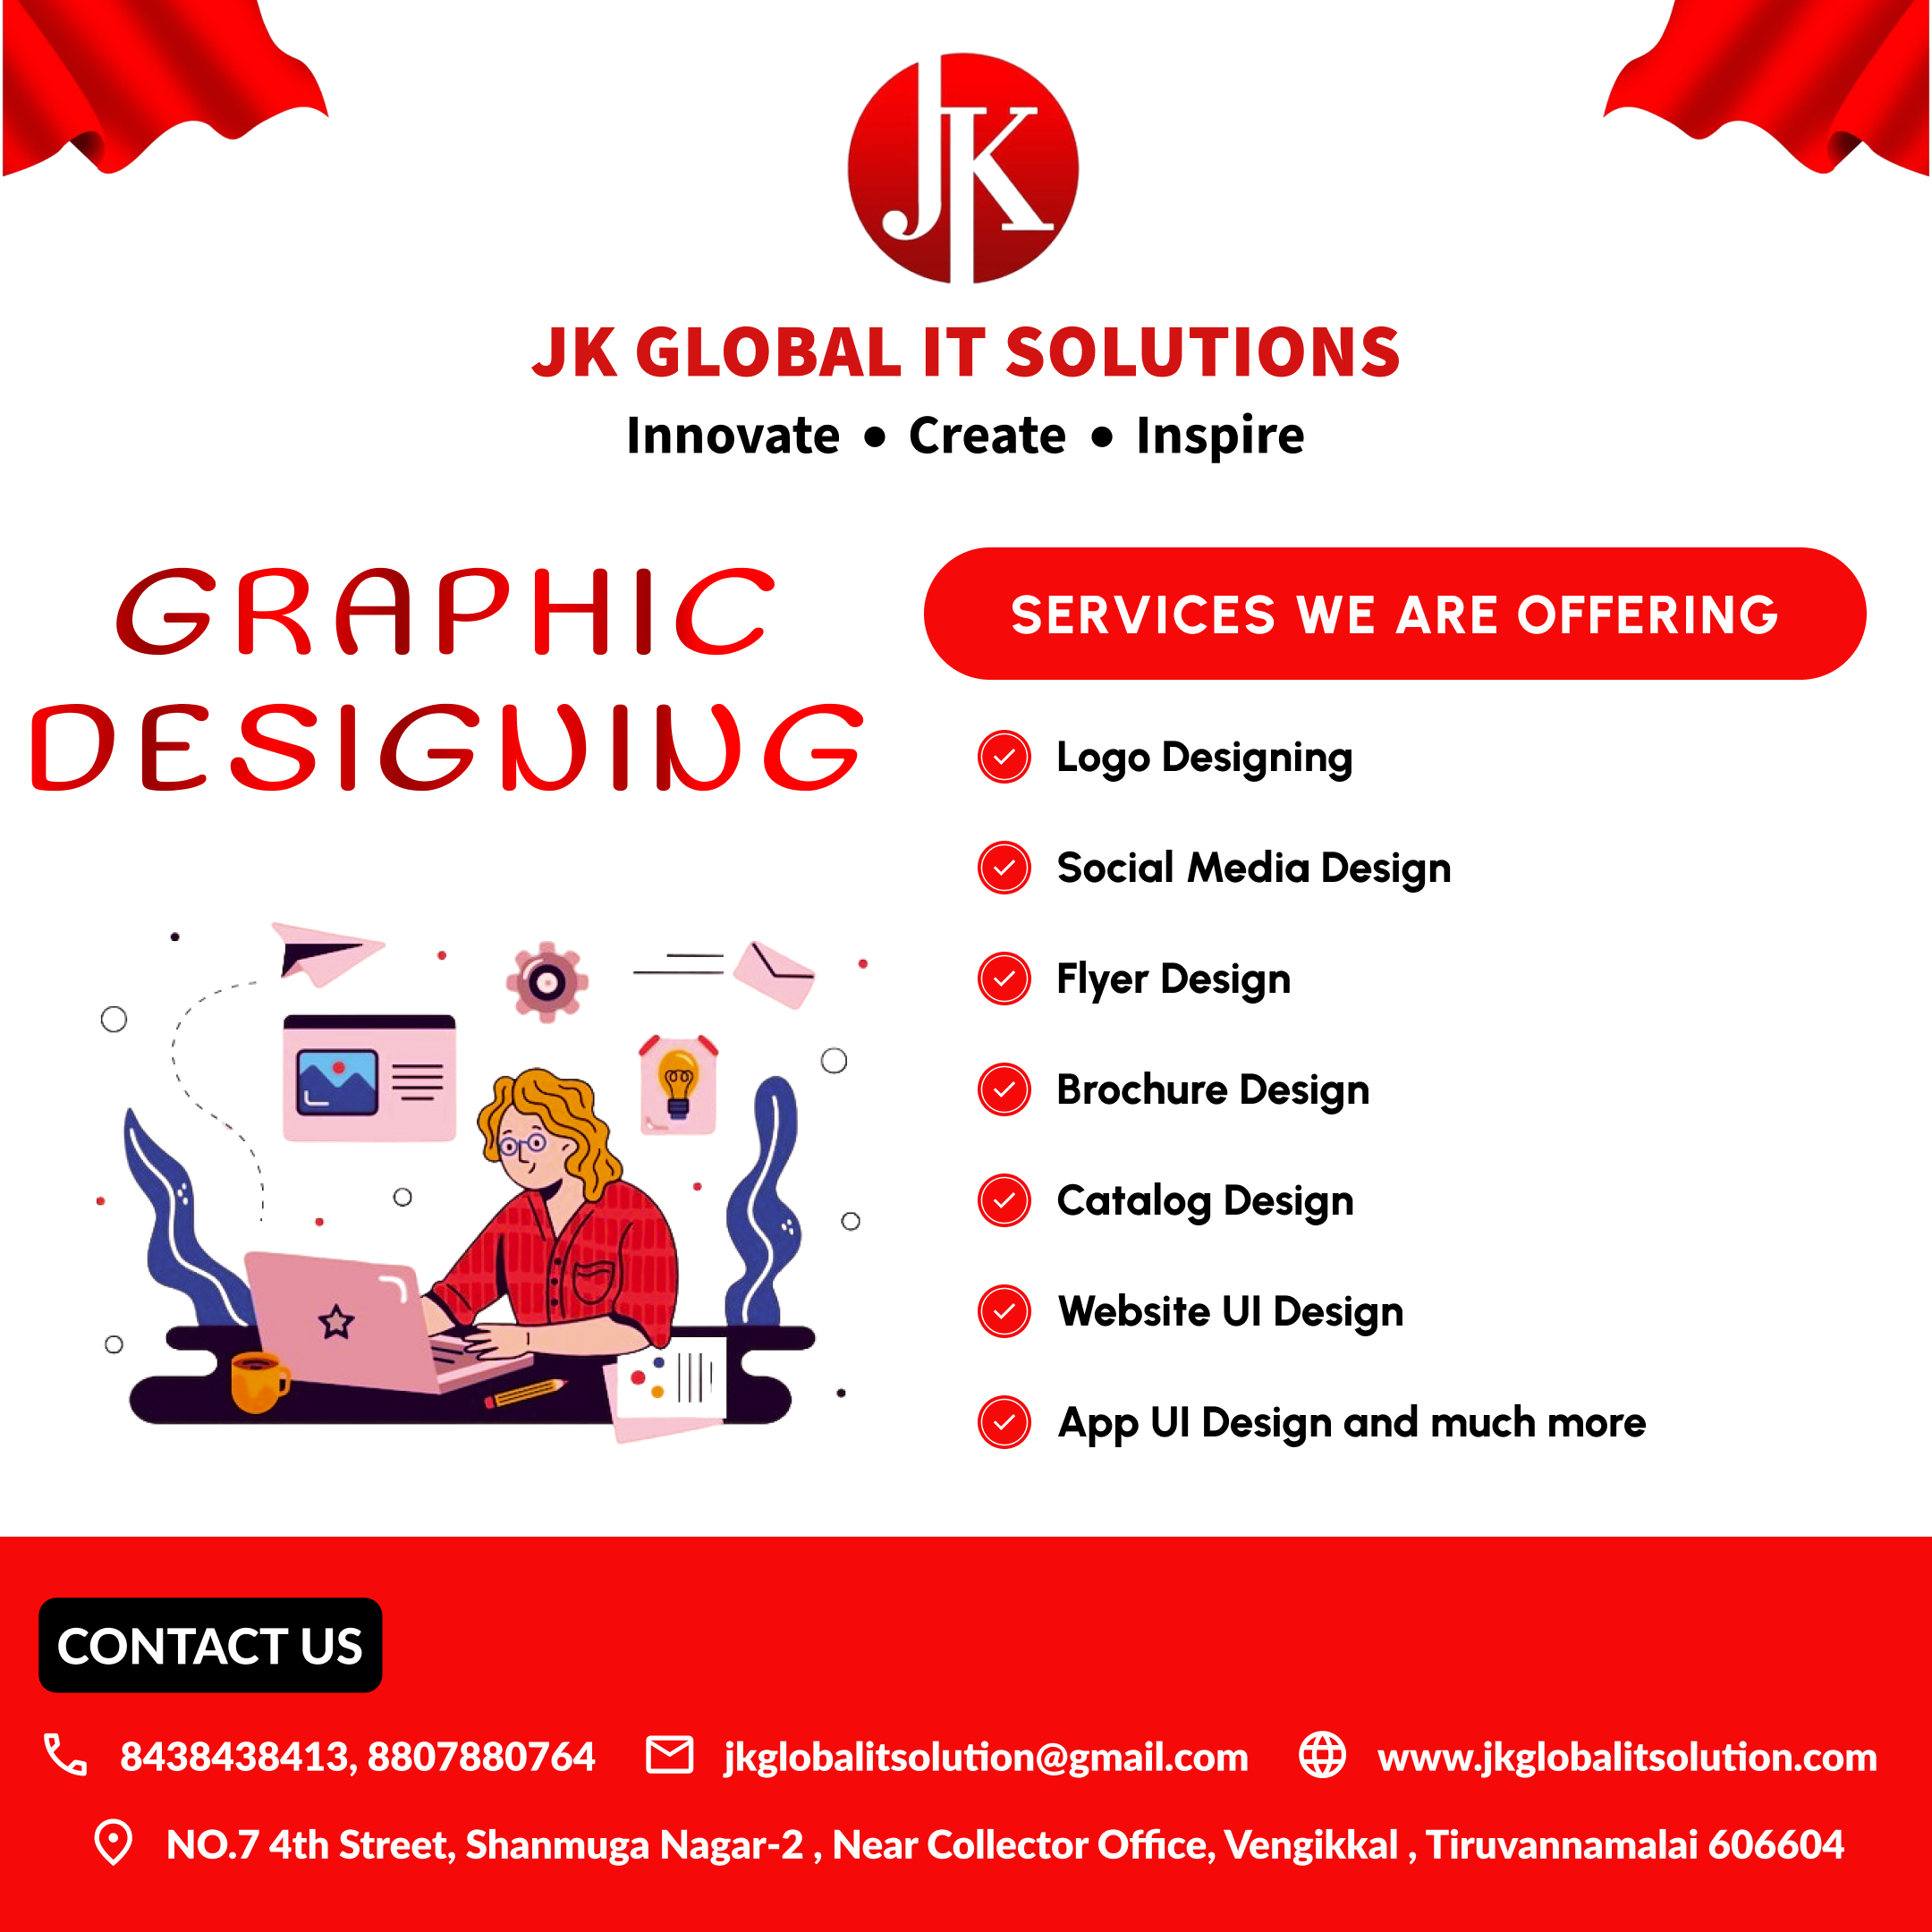 JK
JK GLOBAL IT SOLUTIONS
Innovate • Create • Inspire
GRAPHIC
DESIGNING
SERVICES WE ARE OFFERING
Logo Designing
Social Media Design
Flyer Design
Brochure Design
Catalog Design
Website UI Design
App UI Design and much more
CONTACT US
8438438413, 8807880764 jkglobalitsolution@gmail.com www.jkglobalitsolution.com
NO.7 4th Street, Shanmuga Nagar-2 , Near Collector Office, Vengikkal , Tiruvannamalai 606604